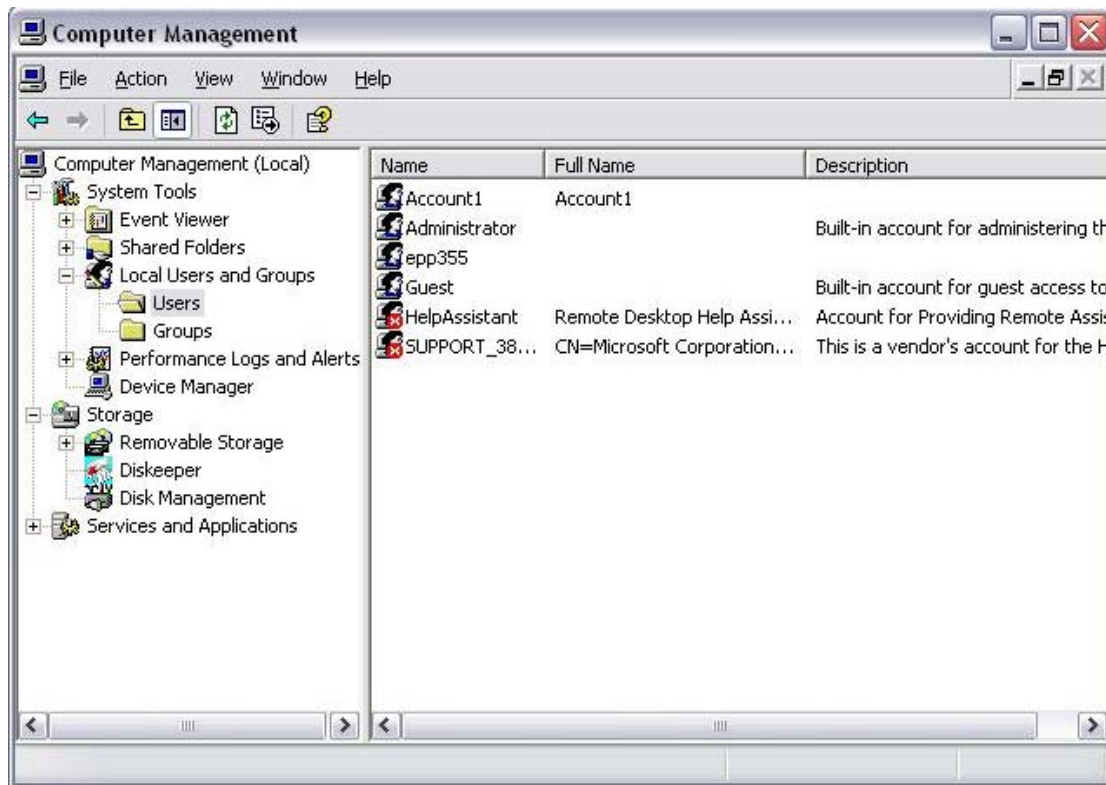 Computer Management
File Action View Window Help
Computer Management (Local)
System Tools
Event Viewer
Shared Folders
Local Users and Groups
Users
Groups
Performance Logs and Alerts
Device Manager
Storage
Removable Storage
Diskeeper
Disk Management
Services and Applications
Name Full Name Description
Account1 Account1
Administrator Built-in account for administering th
epp355
Guest Built-in account for guest access to
HelpAssistant Remote Desktop Help Assi... Account for Providing Remote Assis
SUPPORT_38... CN=Microsoft Corporation... This is a vendor's account for the H